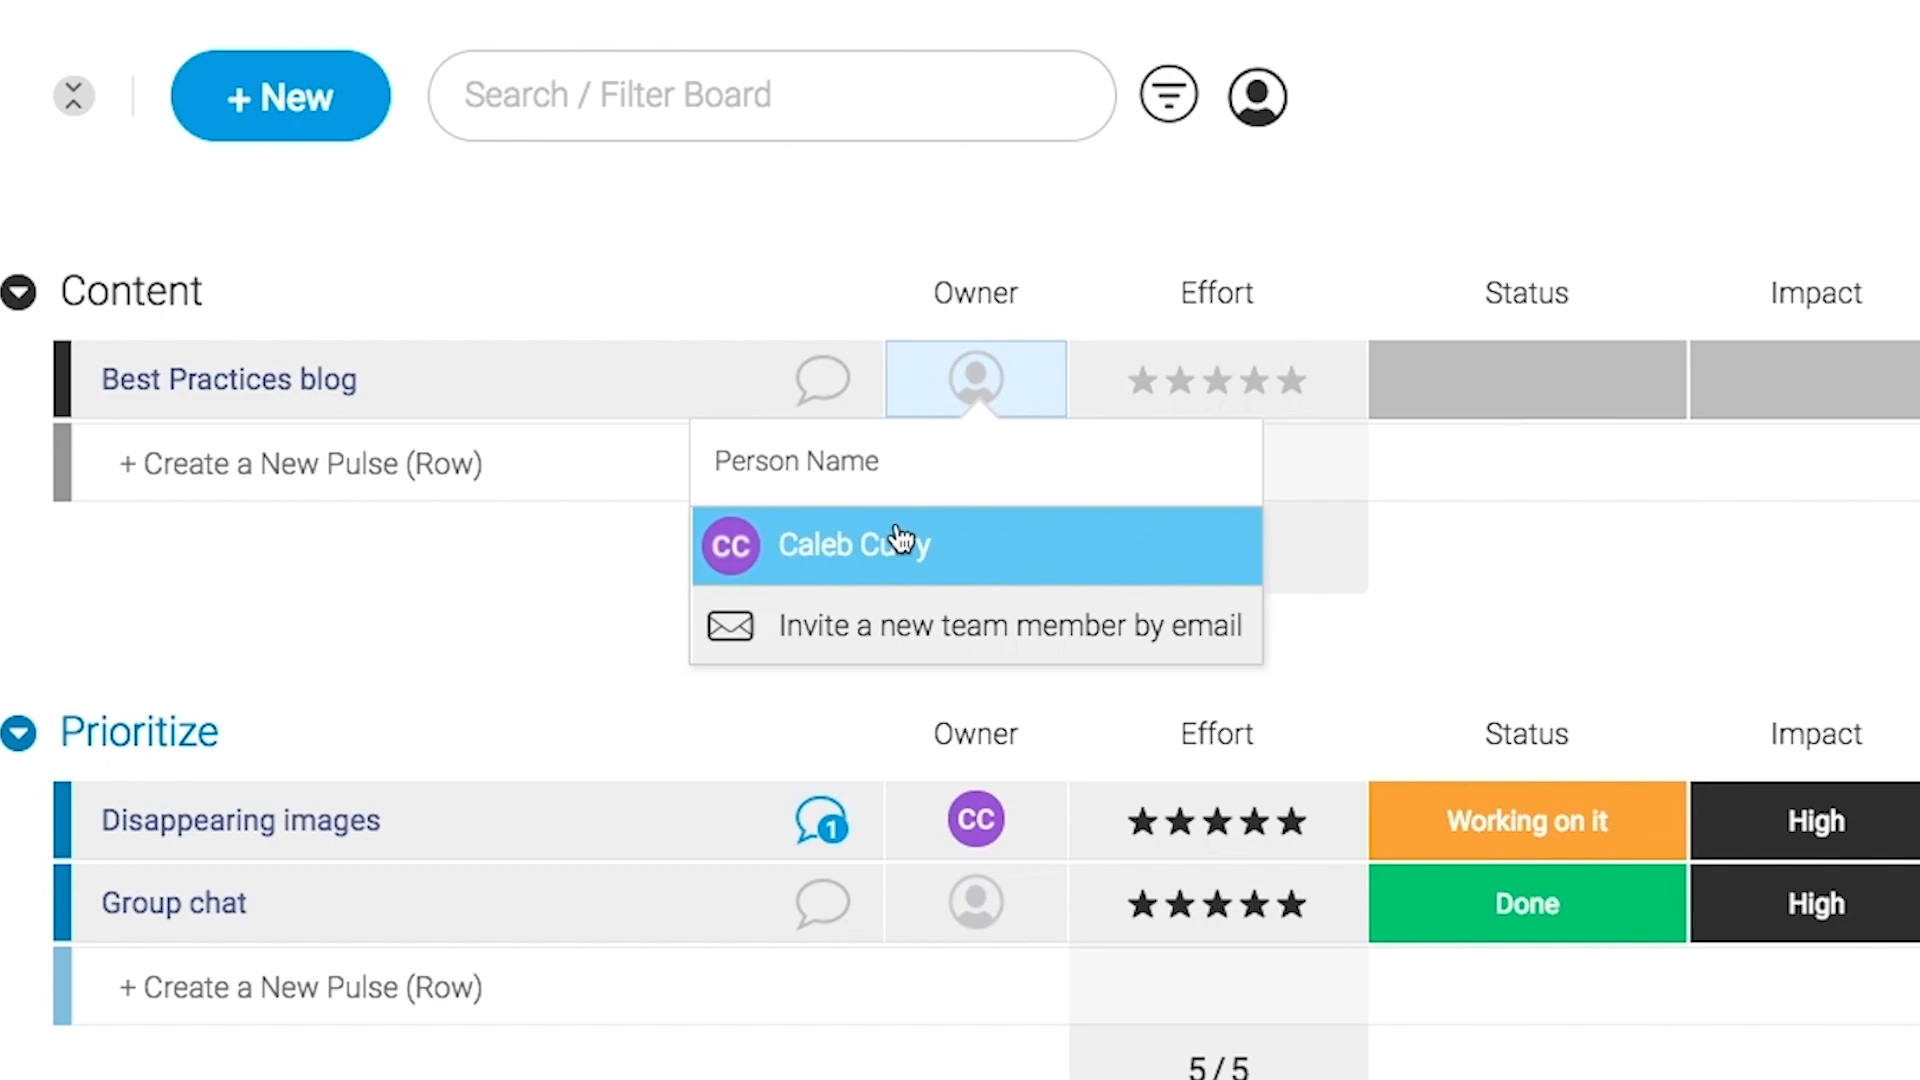 + New
Search / Filter Board
Content Owner Effort Status Impact
Best Practices blog
+ Create a New Pulse (Row)
Person Name
CC Caleb
Invite a new team member by email
Prioritize Owner Effort Status Impact
Disappearing images 1 CC Working on it High
Group chat Done High
+ Create a New Pulse (Row)
5 / 5